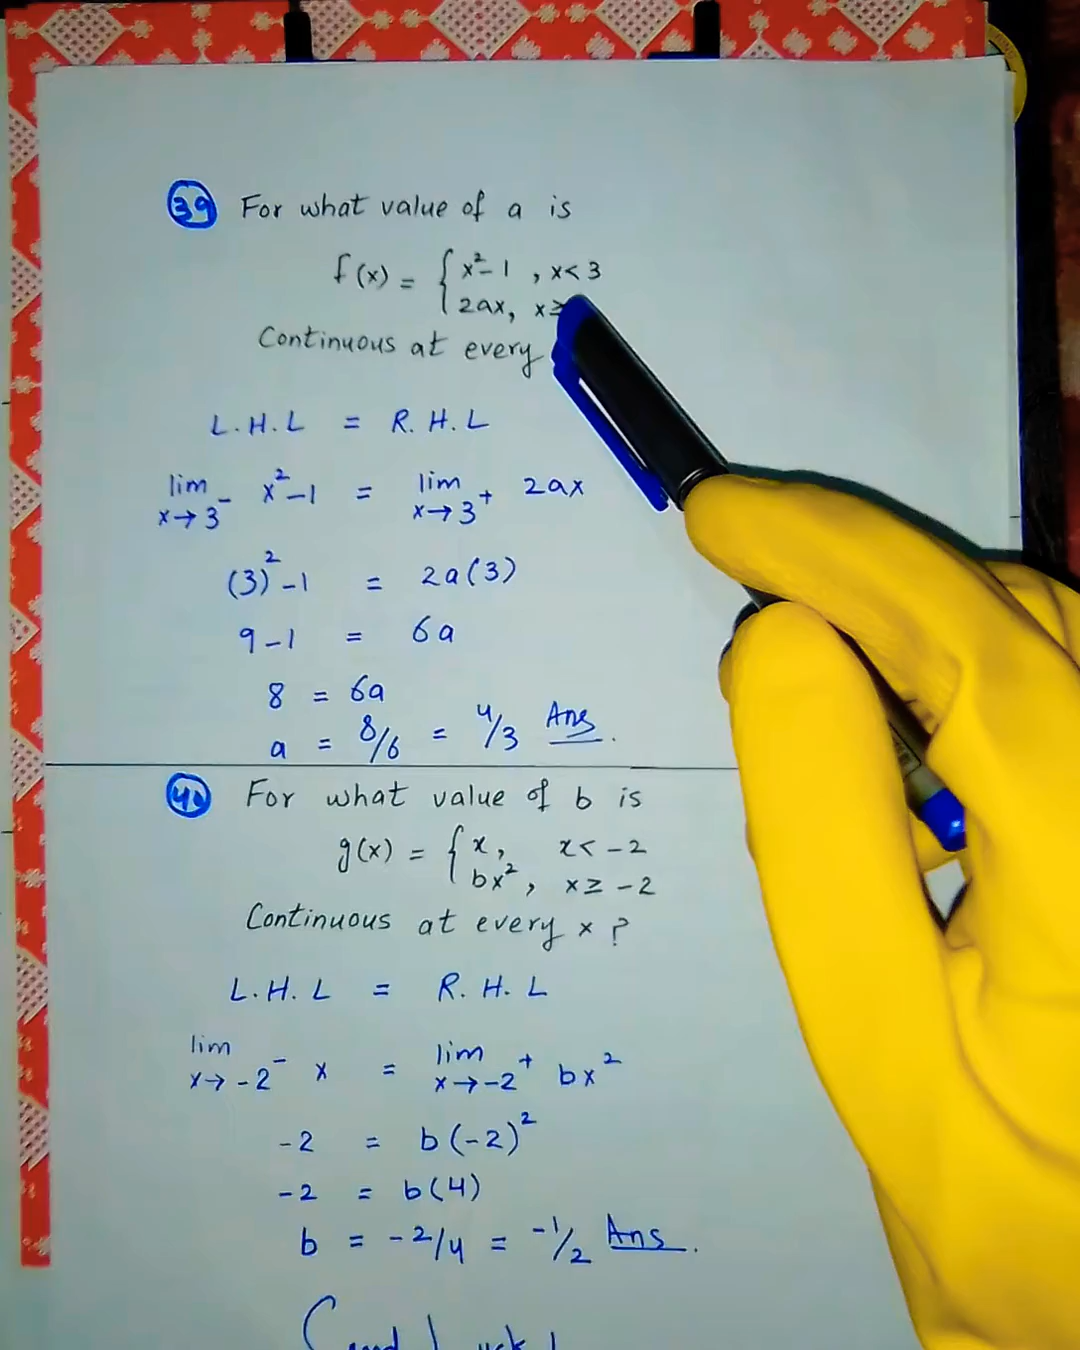 39 For what value of a is
f(x) = { x²-1 , x< 3
2ax, x≥
Continuous at every
L.H.L = R.H.L
lim x→3⁻ x²-1 = lim x→3⁺ 2ax
(3)²-1 = 2a(3)
9-1 = 6a
8 = 6a
a = 8/6 = 4/3 Ans.
40 For what value of b is
g(x) = { x, x< -2
bx², x≥ -2
Continuous at every x ?
L.H.L = R.H.L
lim x→-2⁻ x = lim x→-2⁺ bx²
-2 = b(-2)²
-2 = b(4)
b = -2/4 = -1/2 Ans.